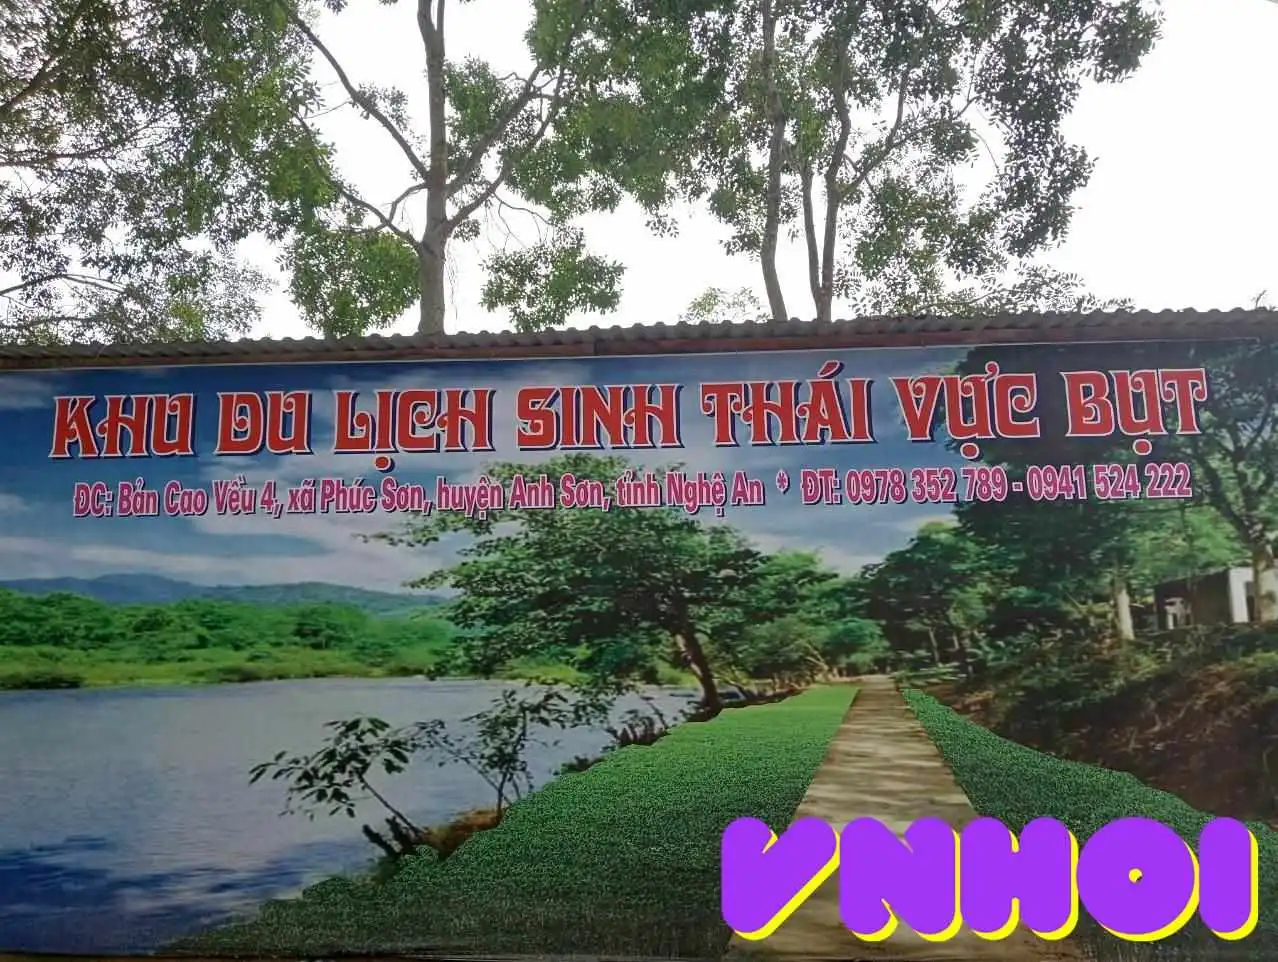 KHU DU LỊCH SINH THÁI VỰC BỤT
ĐC: Bản Cao Vều 4, xã Phúc Sơn, huyện Anh Sơn, tỉnh Nghệ An * ĐT: 0978 352 789 - 0941 524 222
VNHOI